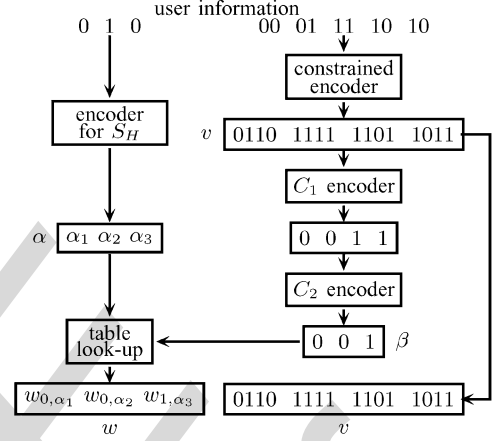 user information
0 1 0 00 01 11 10 10
constrained
encoder
encoder
for S_H
v 0110 1111 1101 1011
C_1 encoder
α α_1 α_2 α_3 0 0 1 1
C_2 encoder
table
look-up
0 0 1 β
w_{0,α_1} w_{0,α_2} w_{1,α_3} 0110 1111 1101 1011
w v